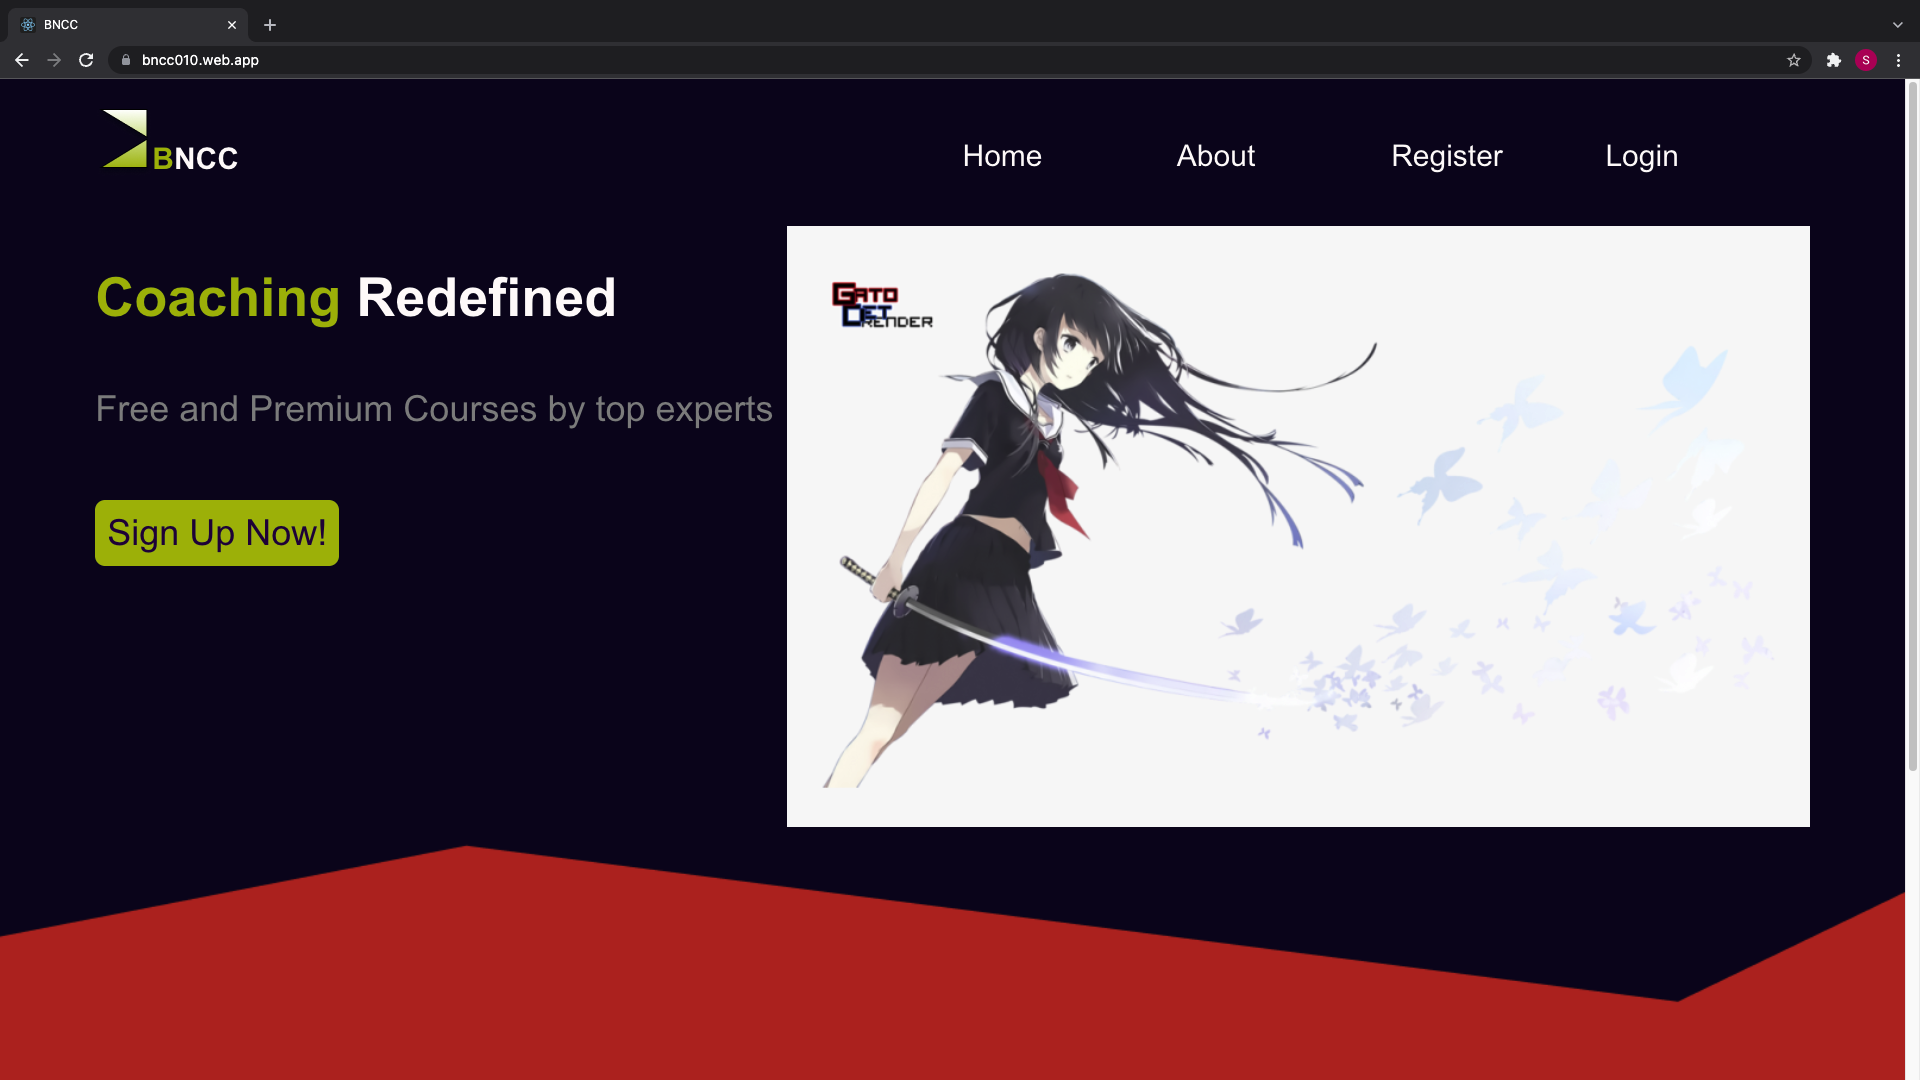 BNCC
bncc010.web.app
S
BNCC
Home
About
Register
Login
Coaching Redefined
Free and Premium Courses by top experts
Sign Up Now!
GATO
DET
RENDER